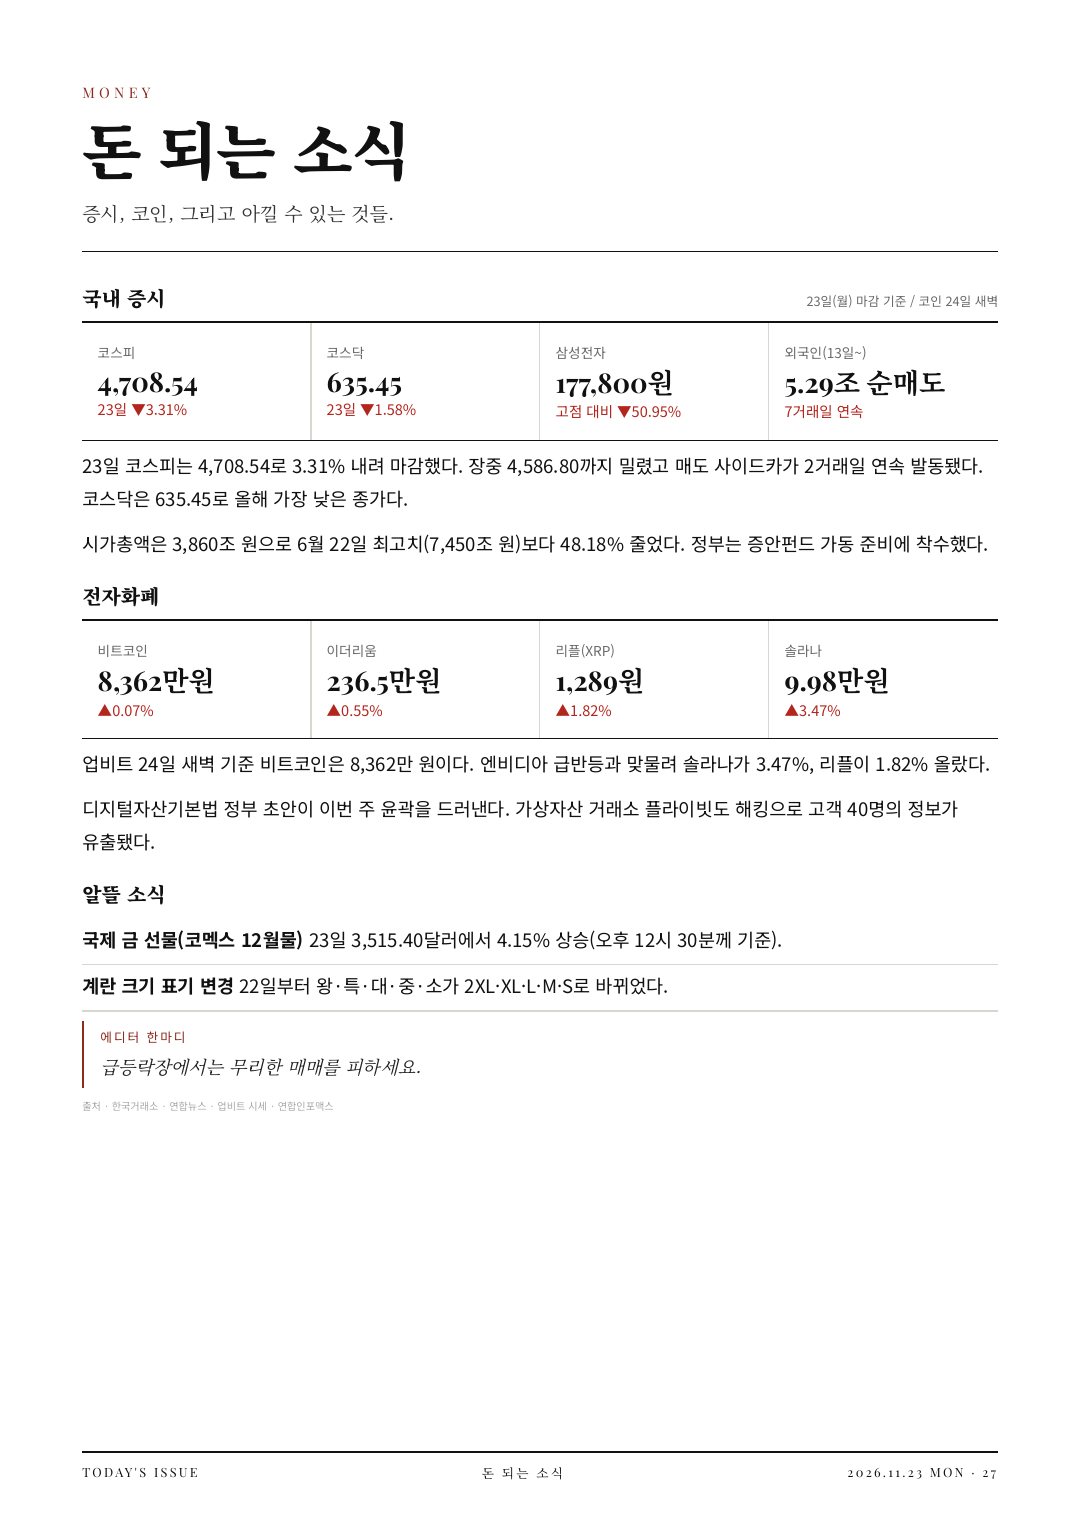 MONEY
돈 되는 소식
증시, 코인, 그리고 아낄 수 있는 것들.
국내 증시
23일(월) 마감 기준 / 코인 24일 새벽
코스피
4,708.54
23일 ▼3.31%
코스닥
635.45
23일 ▼1.58%
삼성전자
177,800원
고점 대비 ▼50.95%
외국인(13일~)
5.29조 순매도
7거래일 연속
23일 코스피는 4,708.54로 3.31% 내려 마감했다. 장중 4,586.80까지 밀렸고 매도 사이드카가 2거래일 연속 발동됐다.
코스닥은 635.45로 올해 가장 낮은 종가다.
시가총액은 3,860조 원으로 6월 22일 최고치(7,450조 원)보다 48.18% 줄었다. 정부는 증안펀드 가동 준비에 착수했다.
전자화폐
비트코인
8,362만원
▲0.07%
이더리움
236.5만원
▲0.55%
리플(XRP)
1,289원
▲1.82%
솔라나
9.98만원
▲3.47%
업비트 24일 새벽 기준 비트코인은 8,362만 원이다. 엔비디아 급반등과 맞물려 솔라나가 3.47%, 리플이 1.82% 올랐다.
디지털자산기본법 정부 초안이 이번 주 윤곽을 드러낸다. 가상자산 거래소 플라이빗도 해킹으로 고객 40명의 정보가
유출됐다.
알뜰 소식
국제 금 선물(코멕스 12월물) 23일 3,515.40달러에서 4.15% 상승(오후 12시 30분께 기준).
계란 크기 표기 변경 22일부터 왕·특·대·중·소가 2XL·XL·L·M·S로 바뀌었다.
에디터 한마디
급등락장에서는 무리한 매매를 피하세요.
출처 · 한국거래소 · 연합뉴스 · 업비트 시세 · 연합인포맥스
TODAY'S ISSUE
돈 되는 소식
2026.11.23 MON · 27